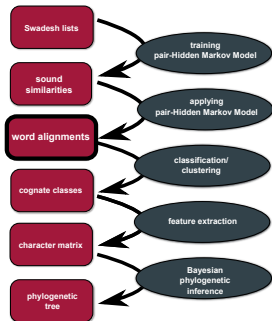 Swadesh lists
training
pair-Hidden Markov Model
sound
similarities
applying
pair-Hidden Markov Model
word alignments
classification/
clustering
cognate classes
feature extraction
character matrix
Bayesian
phylogenetic
inference
phylogenetic
tree